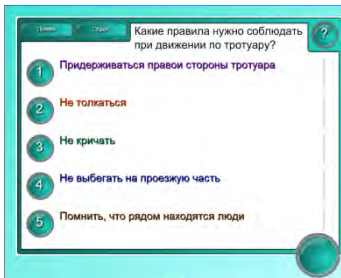 Какие правила нужно соблюдать
при движении по тротуару?
?
1 Придерживаться правой стороны тротуара
2 Не толкаться
3 Не кричать
4 Не выбегать на проезжую часть
5 Помнить, что рядом находятся люди